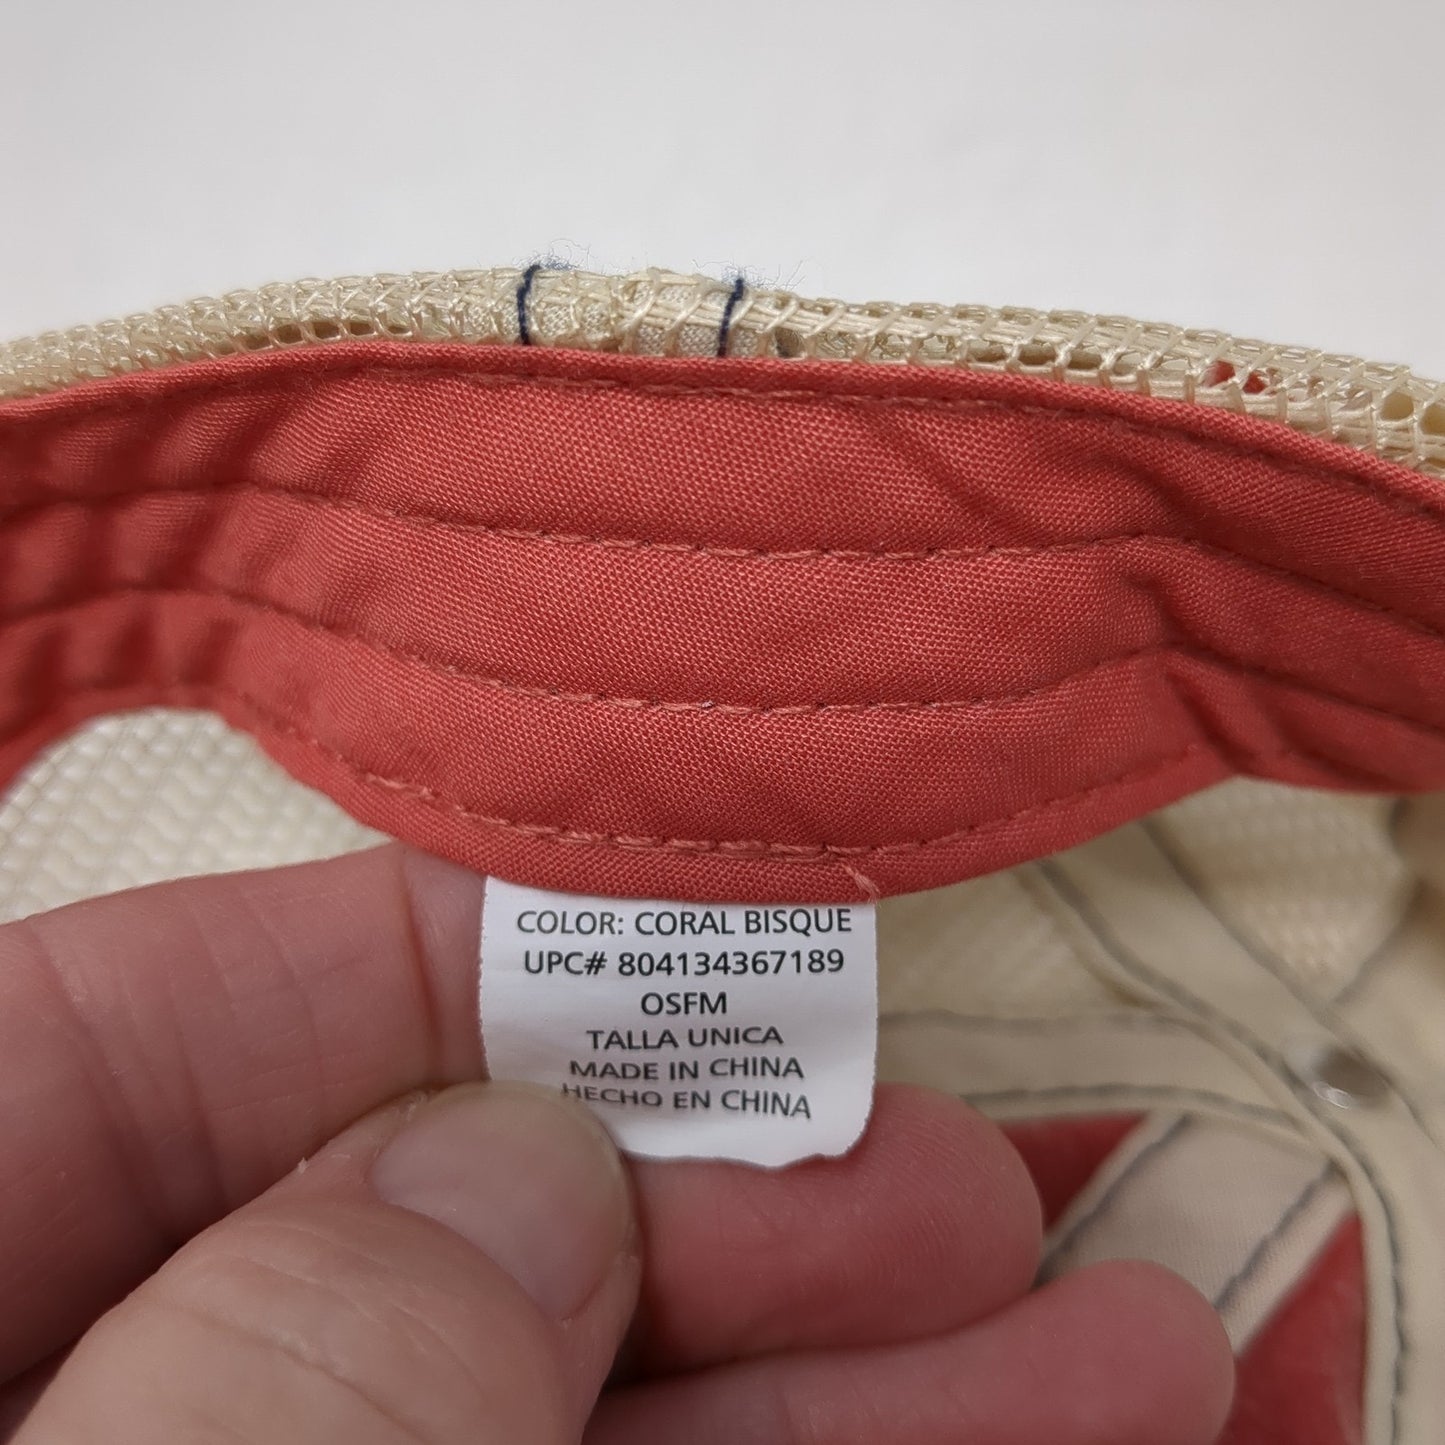 COLOR: CORAL BISQUE
UPC# 804134367189
OSFM
TALLA UNICA
MADE IN CHINA
HECHO EN CHINA